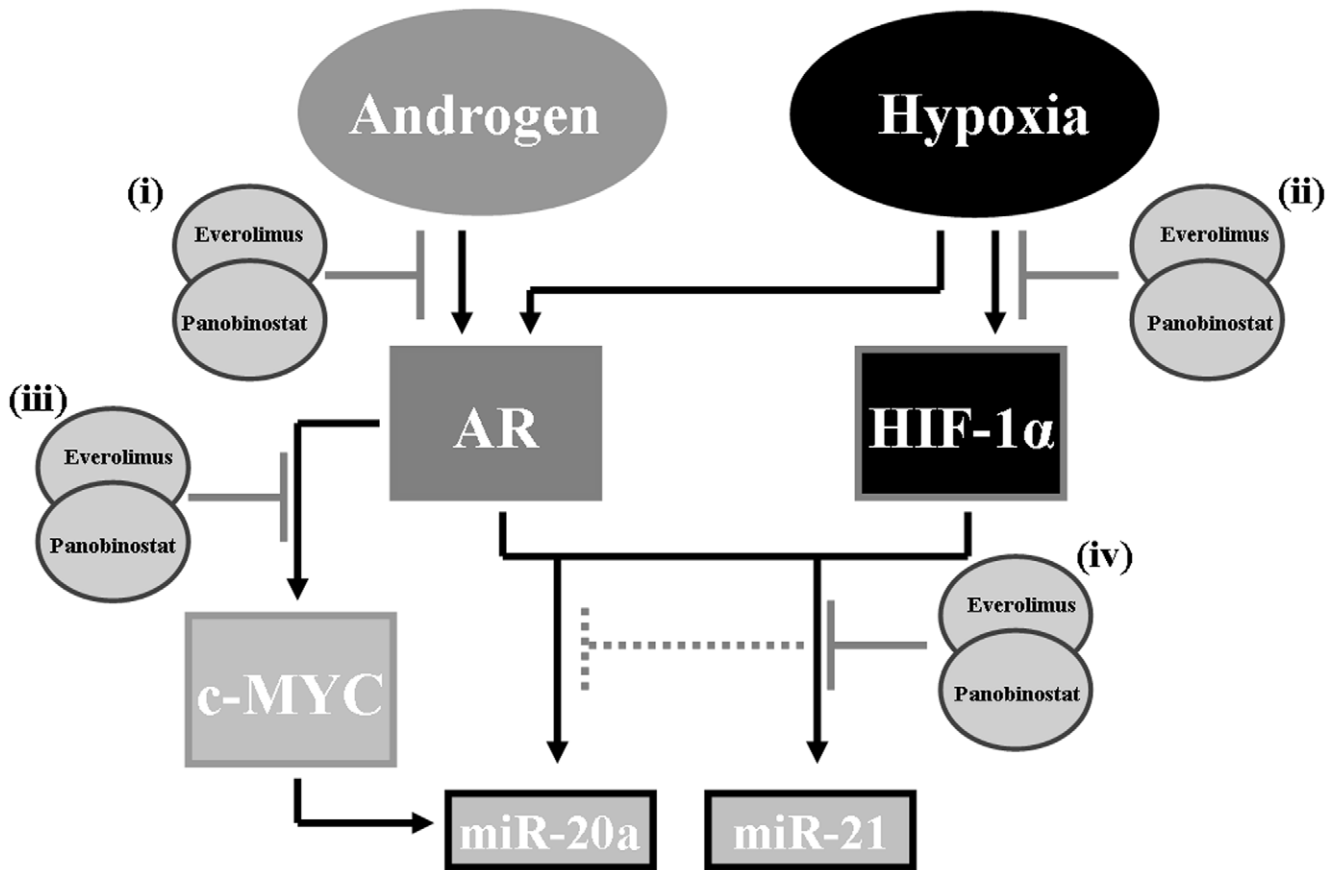 Androgen
Hypoxia
(i)
Everolimus
Panobinostat
(ii)
Everolimus
Panobinostat
AR
HIF-1α
(iii)
Everolimus
Panobinostat
(iv)
Everolimus
Panobinostat
c-MYC
miR-20a
miR-21